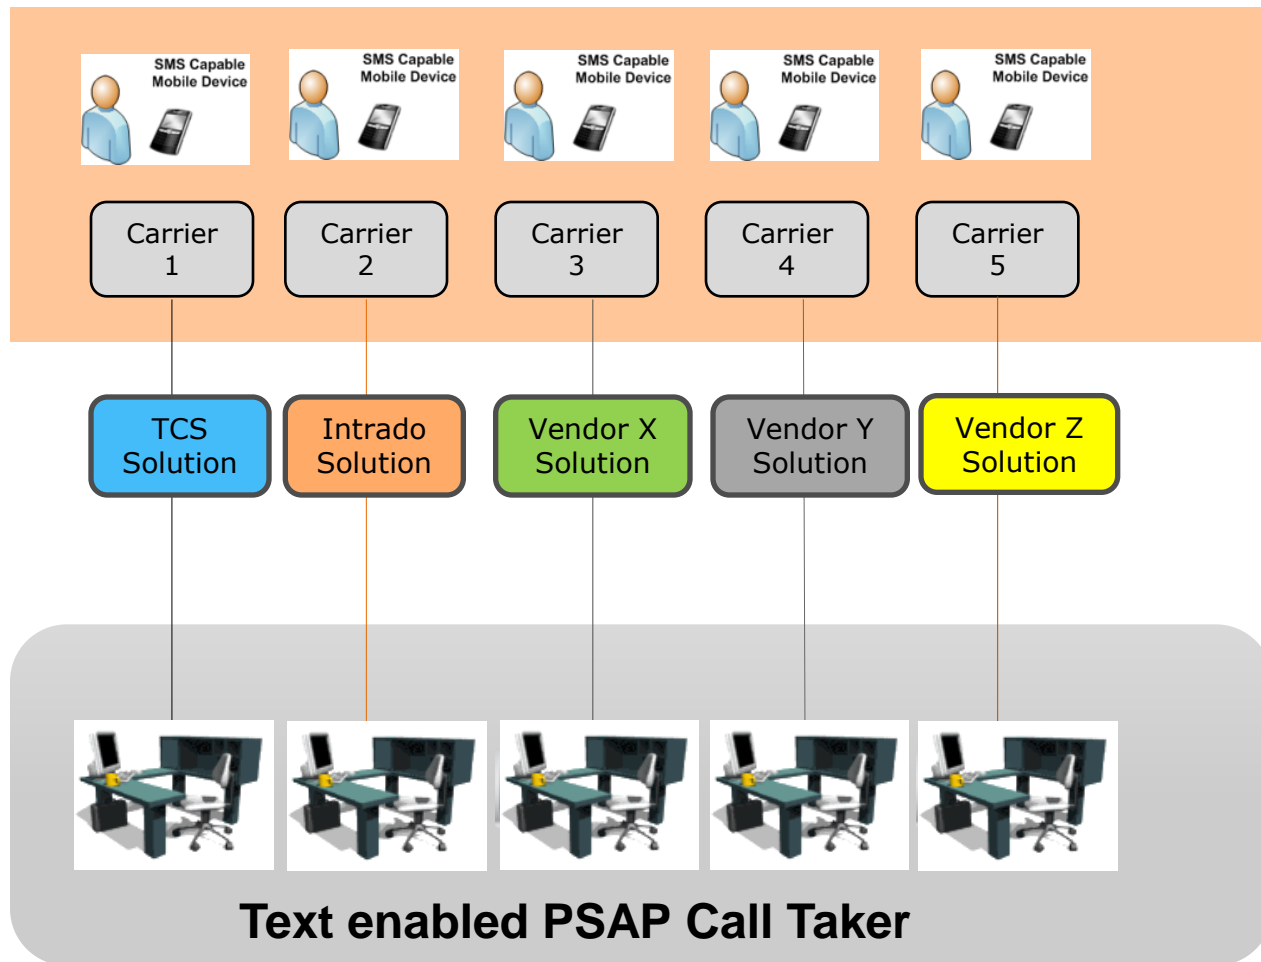 SMS Capable
Mobile Device
SMS Capable
Mobile Device
SMS Capable
Mobile Device
SMS Capable
Mobile Device
SMS Capable
Mobile Device
Carrier
1
Carrier
2
Carrier
3
Carrier
4
Carrier
5
TCS
Solution
Intrado
Solution
Vendor X
Solution
Vendor Y
Solution
Vendor Z
Solution
Text enabled PSAP Call Taker